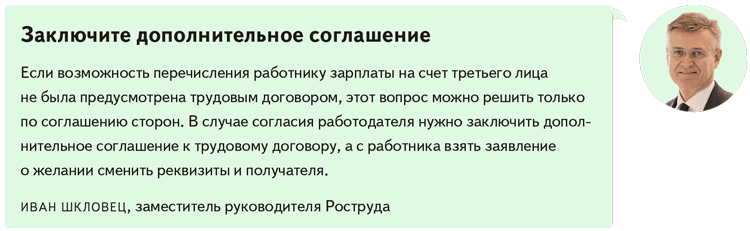 Заключите дополнительное соглашение
Если возможность перечисления работнику зарплаты на счет третьего лица
не была предусмотрена трудовым договором, этот вопрос можно решить только
по соглашению сторон. В случае согласия работодателя нужно заключить допол-
нительное соглашение к трудовому договору, а с работника взять заявление
о желании сменить реквизиты и получателя.
ИВАН ШКЛОВЕЦ, заместитель руководителя Роструда